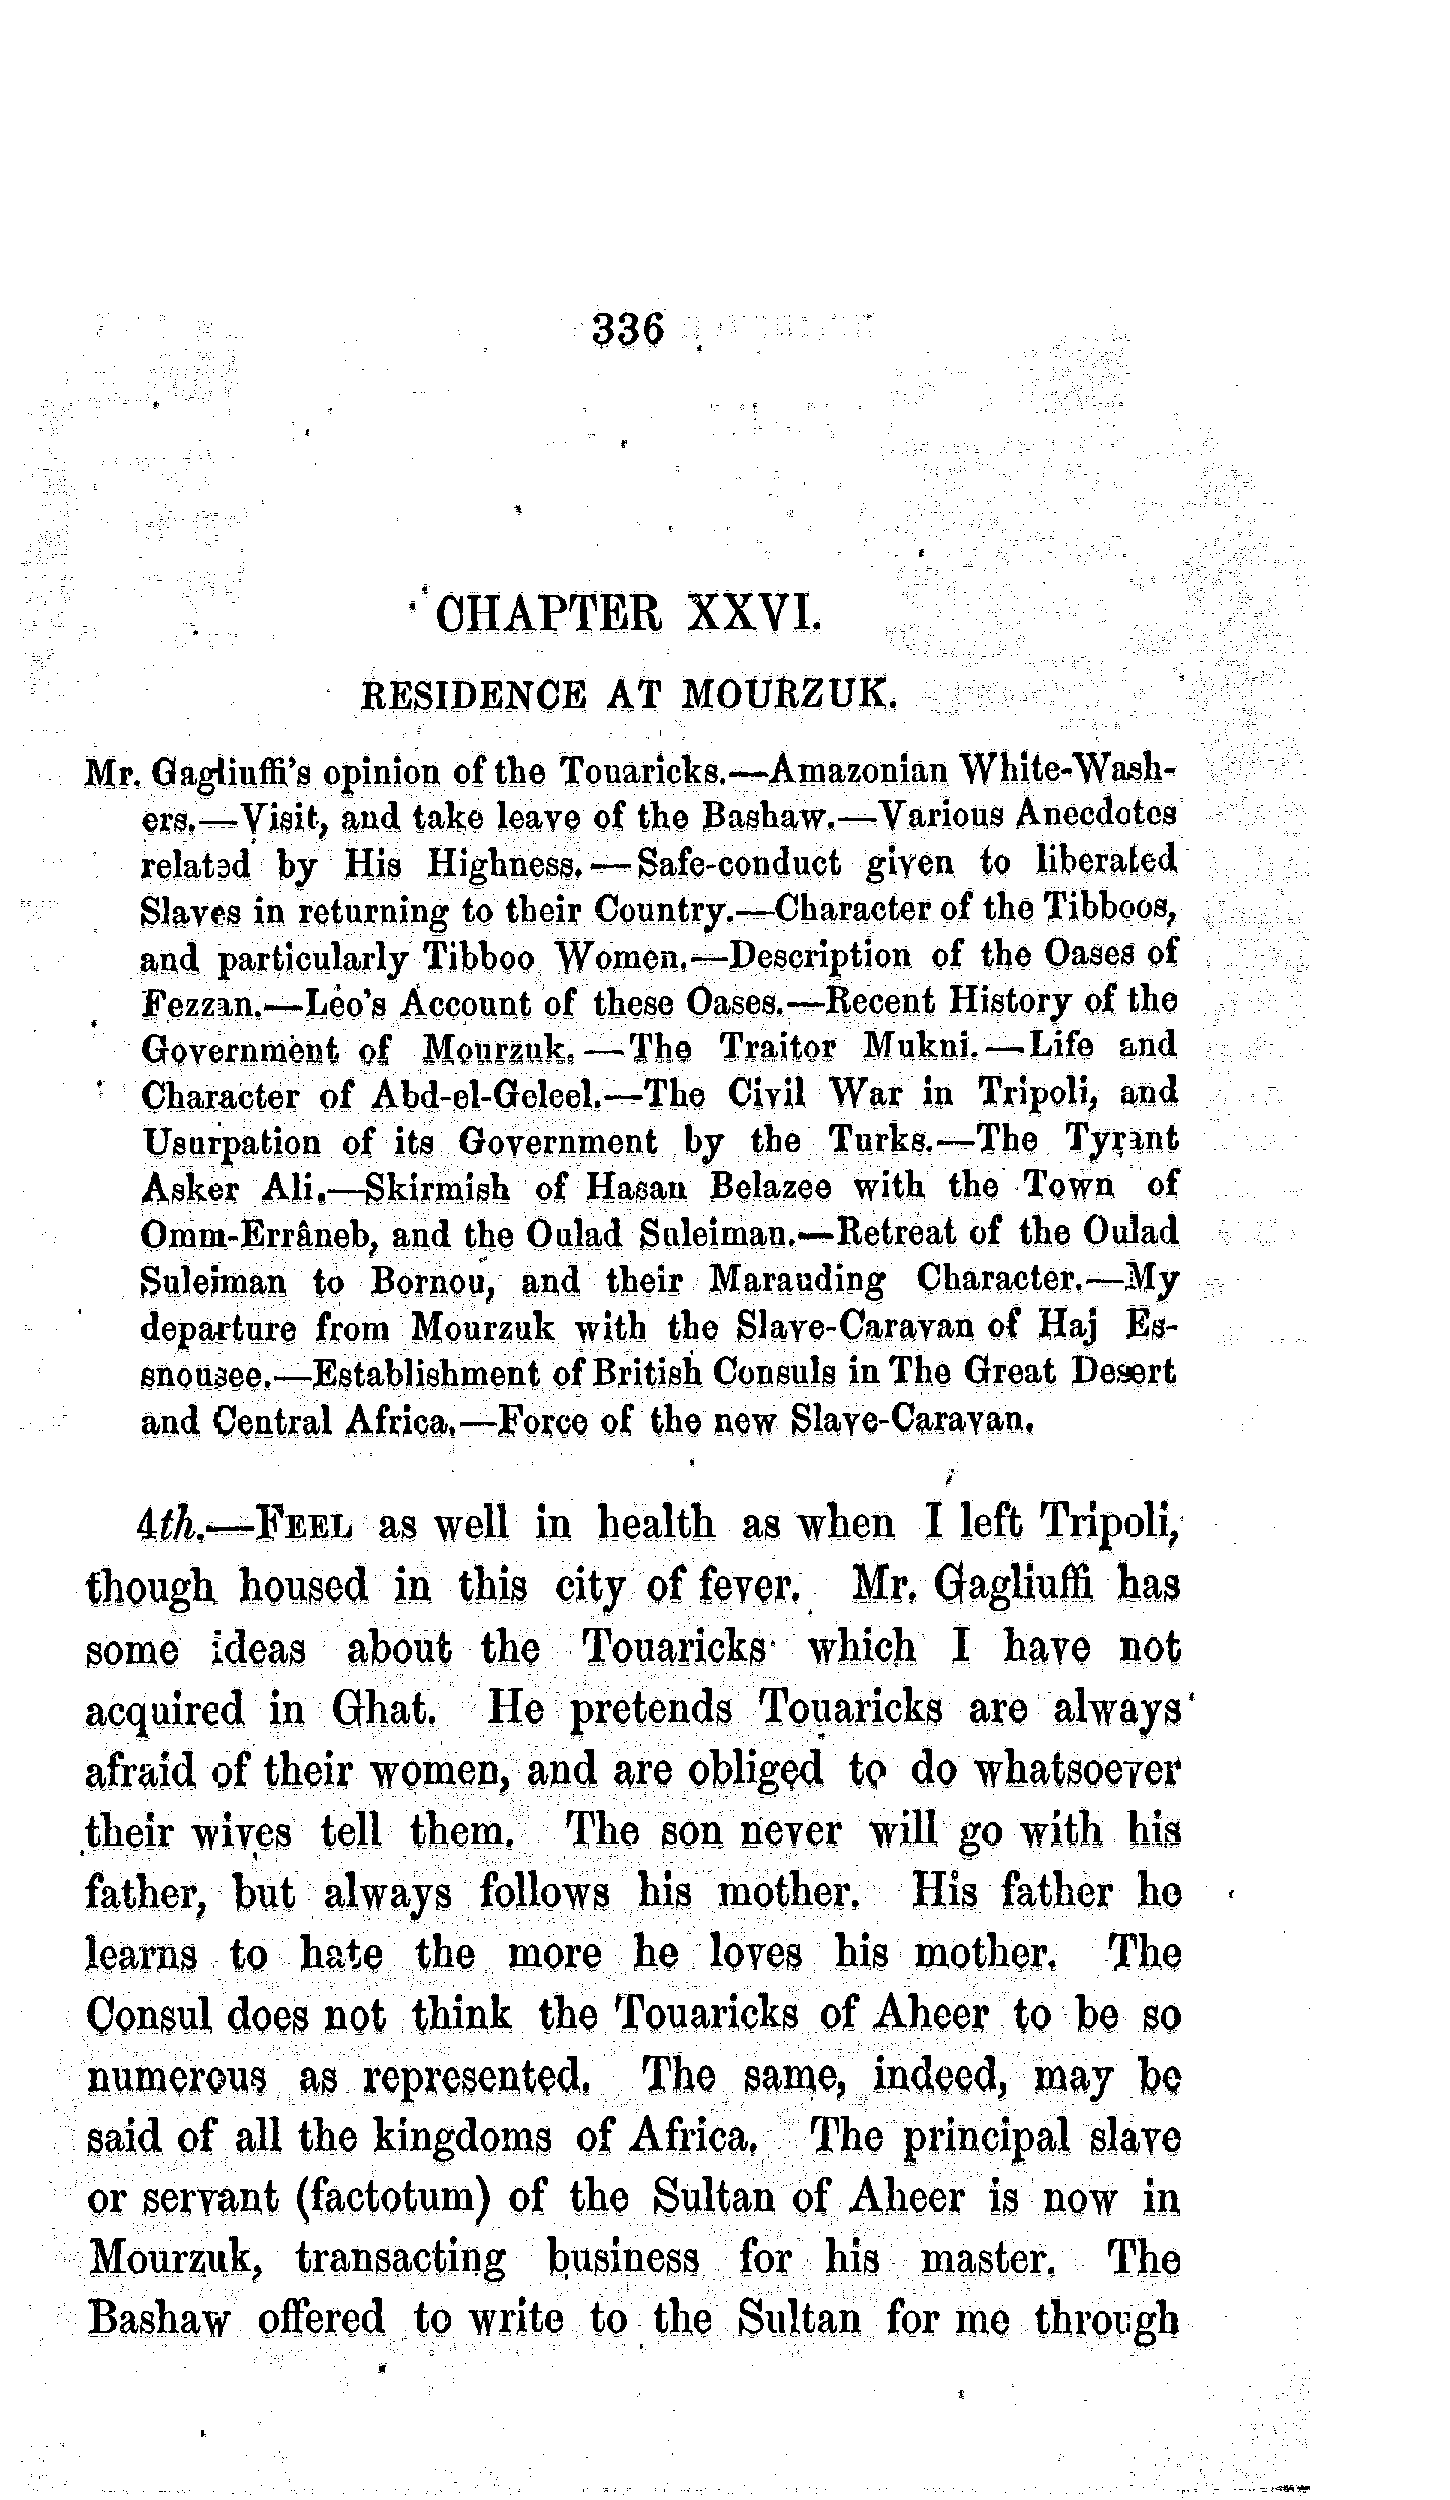 336
CHAPTER XXVI.
RESIDENCE AT MOURZUK.
Mr. Gagliuffi's opinion of the Touaricks.—Amazonian White-Wash-
ers.—Visit, and take leave of the Bashaw.—Various Anecdotes
related by His Highness.—Safe-conduct given to liberated
Slaves in returning to their Country.—Character of the Tibboos,
and particularly Tibboo Women.—Description of the Oases of
Fezzan.—Léo's Account of these Oases.—Recent History of the
Government of Mourzuk.—The Traitor Mukni.—Life and
Character of Abd-el-Geleel.—The Civil War in Tripoli, and
Usurpation of its Government by the Turks.—The Tyrant
Asker Ali.—Skirmish of Hasan Belazee with the Town of
Omm-Errâneb, and the Oulad Suleiman.—Retreat of the Oulad
Suleiman to Bornou, and their Marauding Character.—My
departure from Mourzuk with the Slave-Caravan of Haj Es-
snousee.—Establishment of British Consuls in The Great Desert
and Central Africa.—Force of the new Slave-Caravan.
4th.—FEEL as well in health as when I left Tripoli,
though housed in this city of fever. Mr. Gagliuffi has
some ideas about the Touaricks which I have not
acquired in Ghat. He pretends Touaricks are always
afraid of their women, and are obliged to do whatsoever
their wives tell them. The son never will go with his
father, but always follows his mother. His father he
learns to hate the more he loves his mother. The
Consul does not think the Touaricks of Aheer to be so
numerous as represented. The same, indeed, may be
said of all the kingdoms of Africa. The principal slave
or servant (factotum) of the Sultan of Aheer is now in
Mourzuk, transacting business for his master. The
Bashaw offered to write to the Sultan for me through